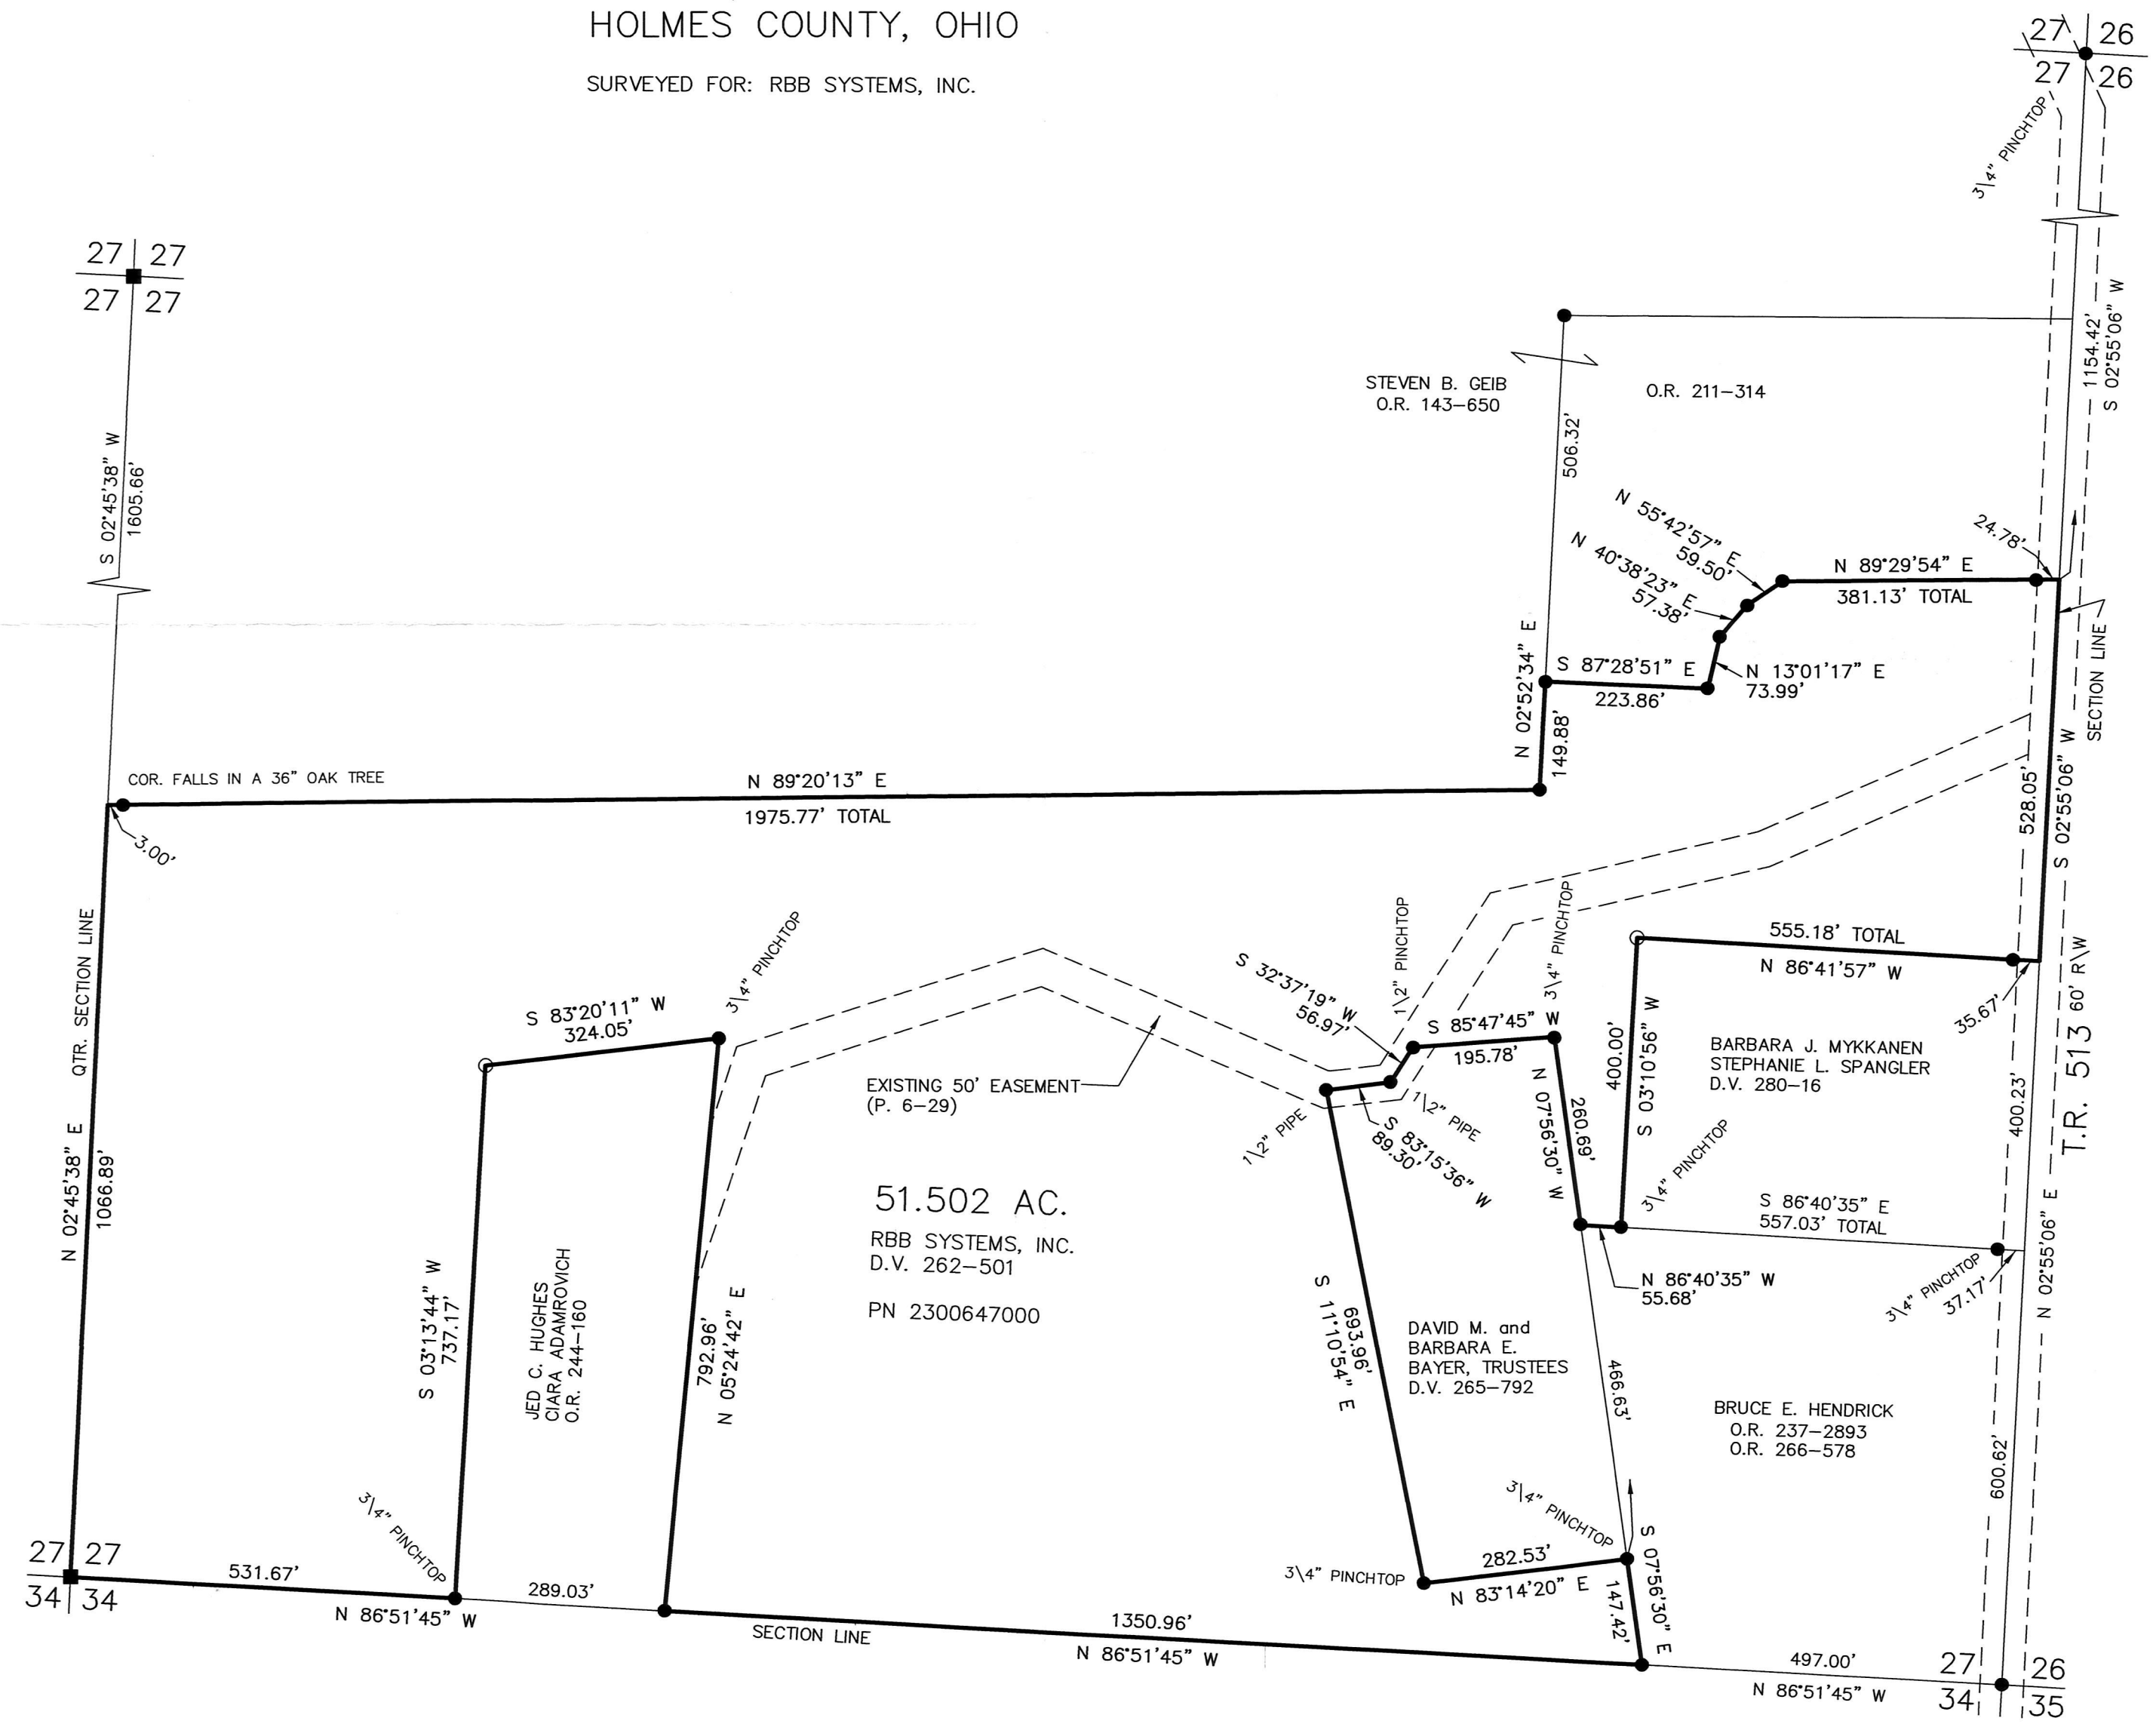 HOLMES COUNTY, OHIO
SURVEYED FOR: RBB SYSTEMS, INC.
27 26
27 26
3\4" PINCHTOP
27 27
27 27
S 02°45'38" W
1605.66'
1154.42'
S 02°55'06" W
STEVEN B. GEIB
O.R. 143-650
O.R. 211-314
506.32'
N 55°42'57" E
59.50'
N 40°38'23" E
57.38'
24.78'
N 89°29'54" E
381.13' TOTAL
SECTION LINE
S 87°28'51" E
223.86'
N 13°01'17" E
73.99'
N 02°52'34" E
149.88'
COR. FALLS IN A 36" OAK TREE
3.00'
N 89°20'13" E
1975.77' TOTAL
528.05'
S 02°55'06" W
QTR. SECTION LINE
N 02°45'38" E
1066.89'
S 83°20'11" W
324.05'
3\4" PINCHTOP
EXISTING 50' EASEMENT
(P. 6-29)
S 32°37'19" W
56.97'
1\2" PINCHTOP
3\4" PINCHTOP
S 85°47'45" W
195.78'
1\2" PIPE
1\2" PIPE
S 83°15'36" W
89.30'
N 07°56'30" W
260.69'
555.18' TOTAL
N 86°41'57" W
35.67'
400.00'
S 03°10'56" W
BARBARA J. MYKKANEN
STEPHANIE L. SPANGLER
D.V. 280-16
T.R. 513 60' R\W
400.23'
3\4" PINCHTOP
S 86°40'35" E
557.03' TOTAL
N 86°40'35" W
55.68'
3\4" PINCHTOP
37.17'
N 02°55'06" E
51.502 AC.
RBB SYSTEMS, INC.
D.V. 262-501
PN 2300647000
S 03°13'44" W
737.17'
JED C. HUGHES
CIARA ADAMROVICH
O.R. 244-160
792.96'
N 05°24'42" E
693.96'
S 11°10'54" E
DAVID M. and
BARBARA E.
BAYER, TRUSTEES
D.V. 265-792
466.63'
BRUCE E. HENDRICK
O.R. 237-2893
O.R. 266-578
600.62'
3\4" PINCHTOP
3\4" PINCHTOP
3\4" PINCHTOP
282.53'
N 83°14'20" E
S 07°56'30" E
147.42'
27 27
34 34
531.67'
N 86°51'45" W
289.03'
SECTION LINE
1350.96'
N 86°51'45" W
497.00'
N 86°51'45" W
27 26
34 35